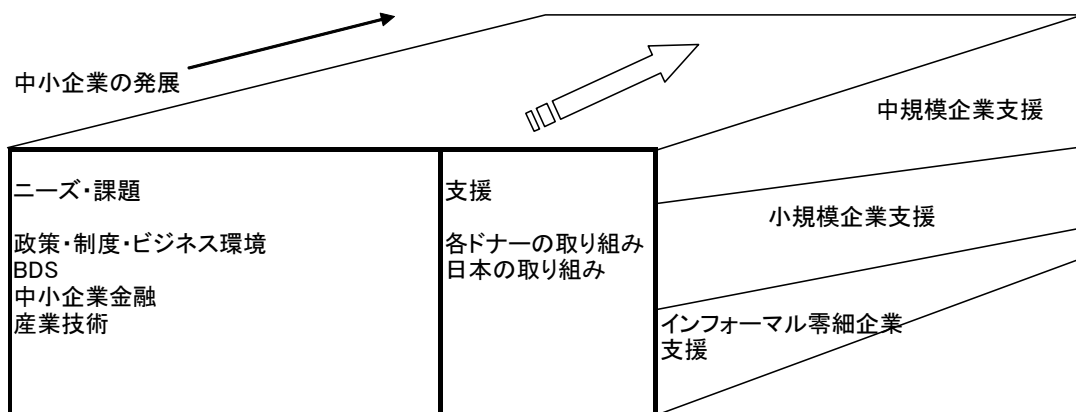 中小企業の発展
中規模企業支援
ニーズ・課題
支援
小規模企業支援
政策・制度・ビジネス環境
各ドナーの取り組み
BDS
日本の取り組み
中小企業金融
産業技術
インフォーマル零細企業
支援